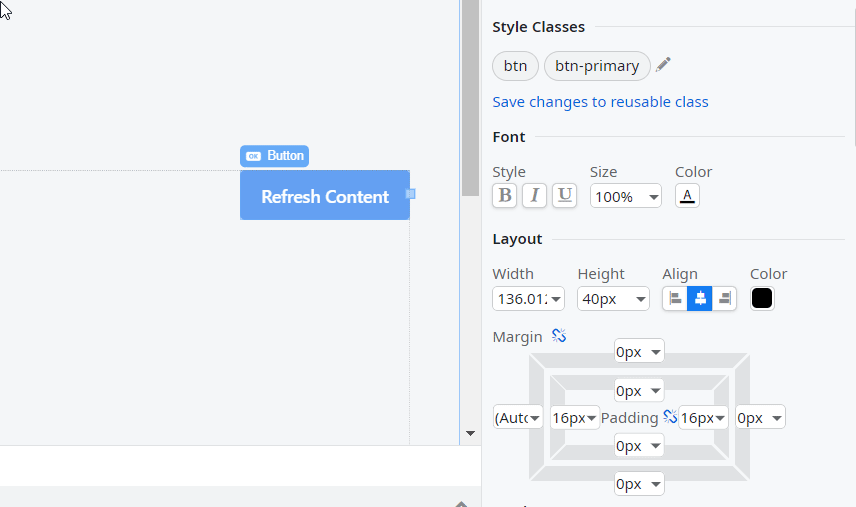 Style Classes
btn btn-primary
Save changes to reusable class
Font
Style Size Color
B I U 100% A
Layout
Width Height Align Color
136.012 40px
Margin
0px
0px
(Auto 16px Padding 16px 0px
0px
0px
OK Button
Refresh Content